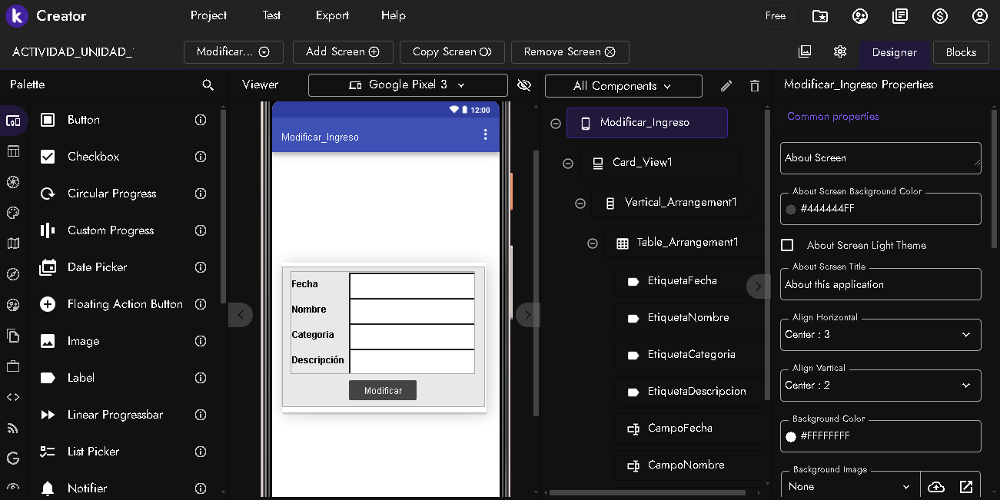 Creator
Project
Test
Export
Help
Free
ACTIVIDAD_UNIDAD_
Modificar...
Add Screen
Copy Screen
Remove Screen
Designer
Blocks
Palette
Button
Checkbox
Circular Progress
Custom Progress
Date Picker
Floating Action Button
Image
Label
Linear Progressbar
List Picker
Notifier
Viewer
Google Pixel 3
12:00
Modificar_Ingreso
Fecha
Nombre
Categoria
Descripción
Modificar
All Components
Modificar_Ingreso
Card_View1
Vertical_Arrangement1
Table_Arrangement1
EtiquetaFecha
EtiquetaNombre
EtiquetaCategoria
EtiquetaDescripcion
CampoFecha
CampoNombre
Modificar_Ingreso Properties
Common properties
About Screen
About Screen Background Color
#444444FF
About Screen Light Theme
About Screen Title
About this application
Align Horizontal
Center : 3
Align Vertical
Center : 2
Background Color
#FFFFFFFF
Background Image
None